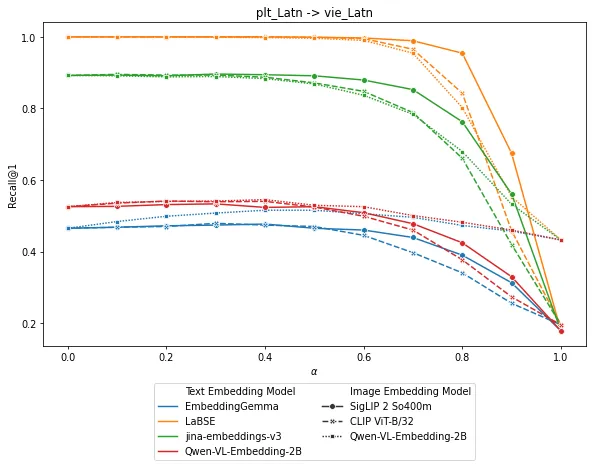 plt_Latn -> vie_Latn
1.0
0.8
0.6
0.4
0.2
Recall@1
0.0 0.2 0.4 0.6 0.8 1.0
α
Text Embedding Model Image Embedding Model
EmbeddingGemma SigLIP 2 So400m
LaBSE CLIP ViT-B/32
jina-embeddings-v3 Qwen-VL-Embedding-2B
Qwen-VL-Embedding-2B